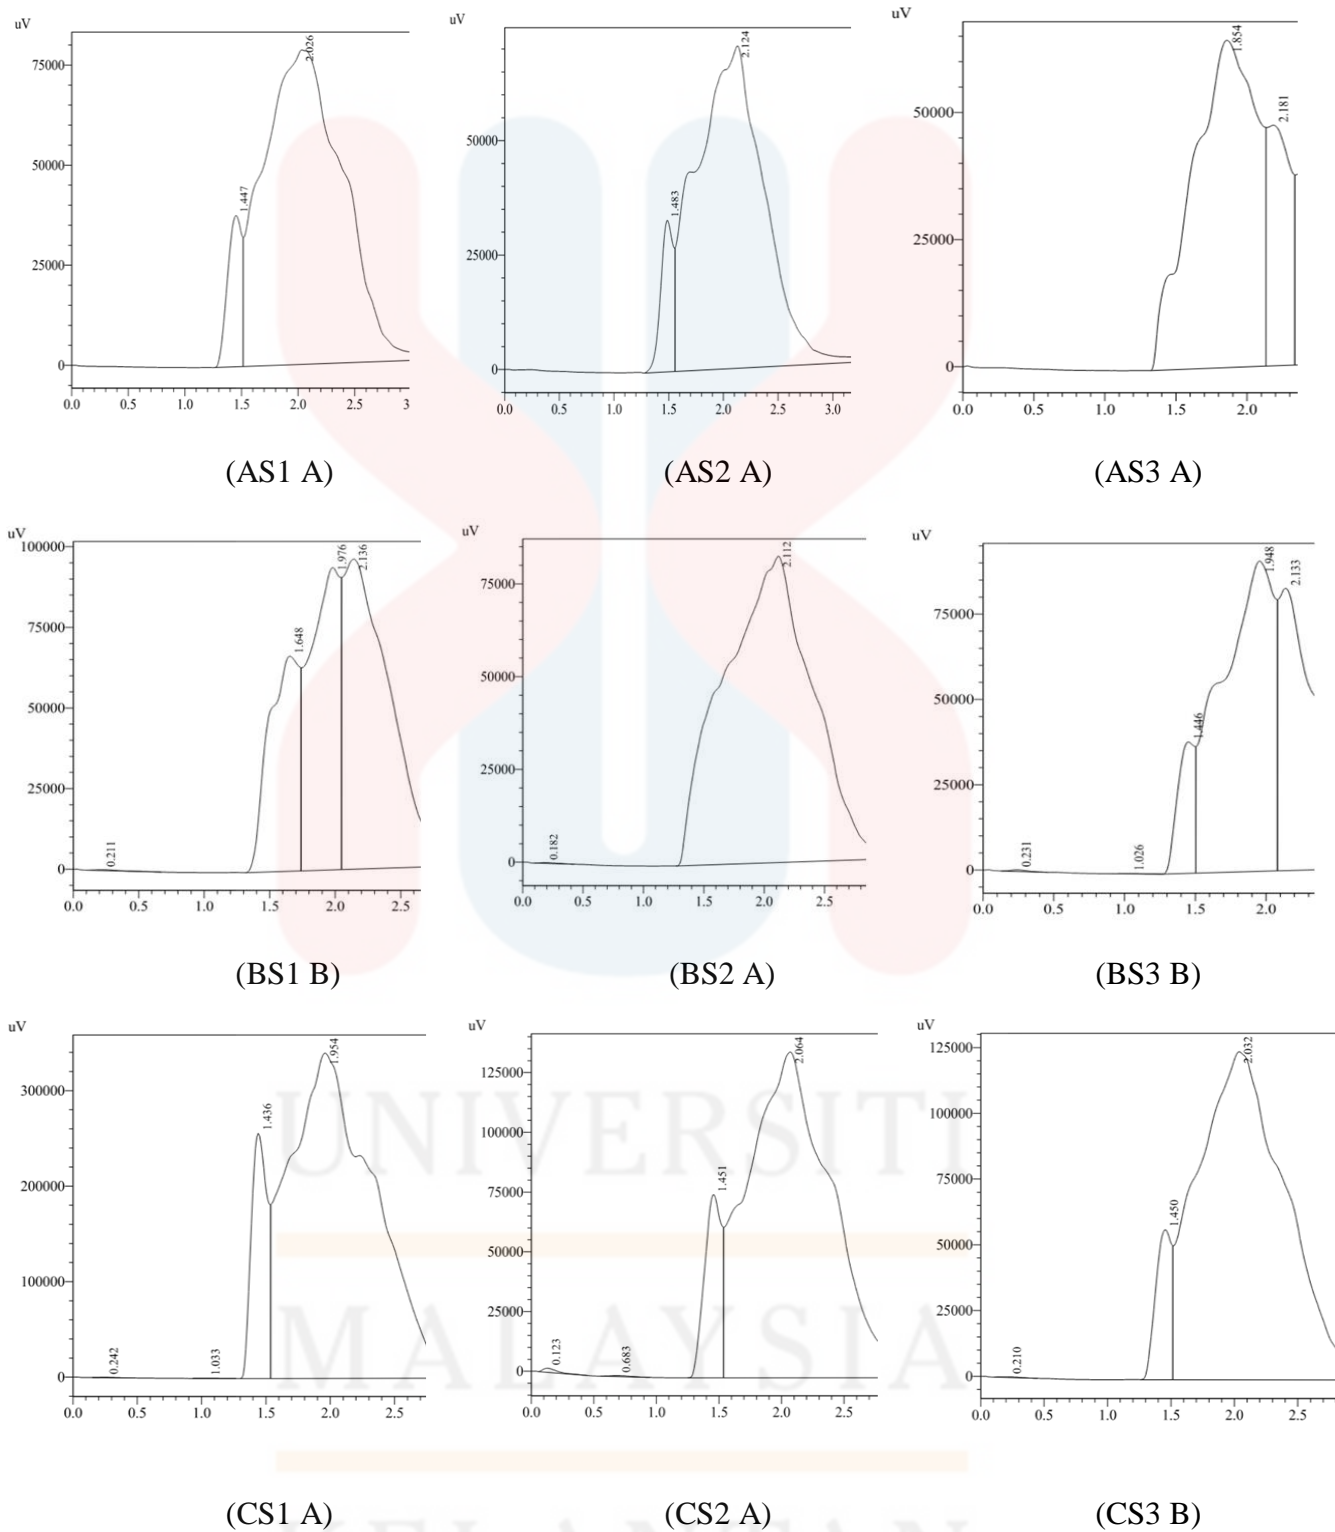 uV
75000
50000
25000
0
1.447
2.026
0.0 0.5 1.0 1.5 2.0 2.5 3
(AS1 A)
uV
50000
25000
0
1.483
2.124
0.0 0.5 1.0 1.5 2.0 2.5 3.0
(AS2 A)
uV
50000
25000
0
1.854
2.181
0.0 0.5 1.0 1.5 2.0
(AS3 A)
uV
100000
75000
50000
25000
0
0.211
1.648
1.976
2.136
0.0 0.5 1.0 1.5 2.0 2.5
(BS1 B)
uV
75000
50000
25000
0
0.182
2.112
0.0 0.5 1.0 1.5 2.0 2.5
(BS2 A)
uV
75000
50000
25000
0
0.231
1.026
1.446
1.948
2.133
0.0 0.5 1.0 1.5 2.0
(BS3 B)
uV
300000
200000
100000
0
0.242
1.033
1.436
1.954
0.0 0.5 1.0 1.5 2.0 2.5
(CS1 A)
uV
125000
100000
75000
50000
25000
0
0.123
0.683
1.451
2.064
0.0 0.5 1.0 1.5 2.0 2.5
(CS2 A)
uV
125000
100000
75000
50000
25000
0
0.210
1.450
2.032
0.0 0.5 1.0 1.5 2.0 2.5
(CS3 B)
UNIVERSITI
MALAYSIA
KELANTAN